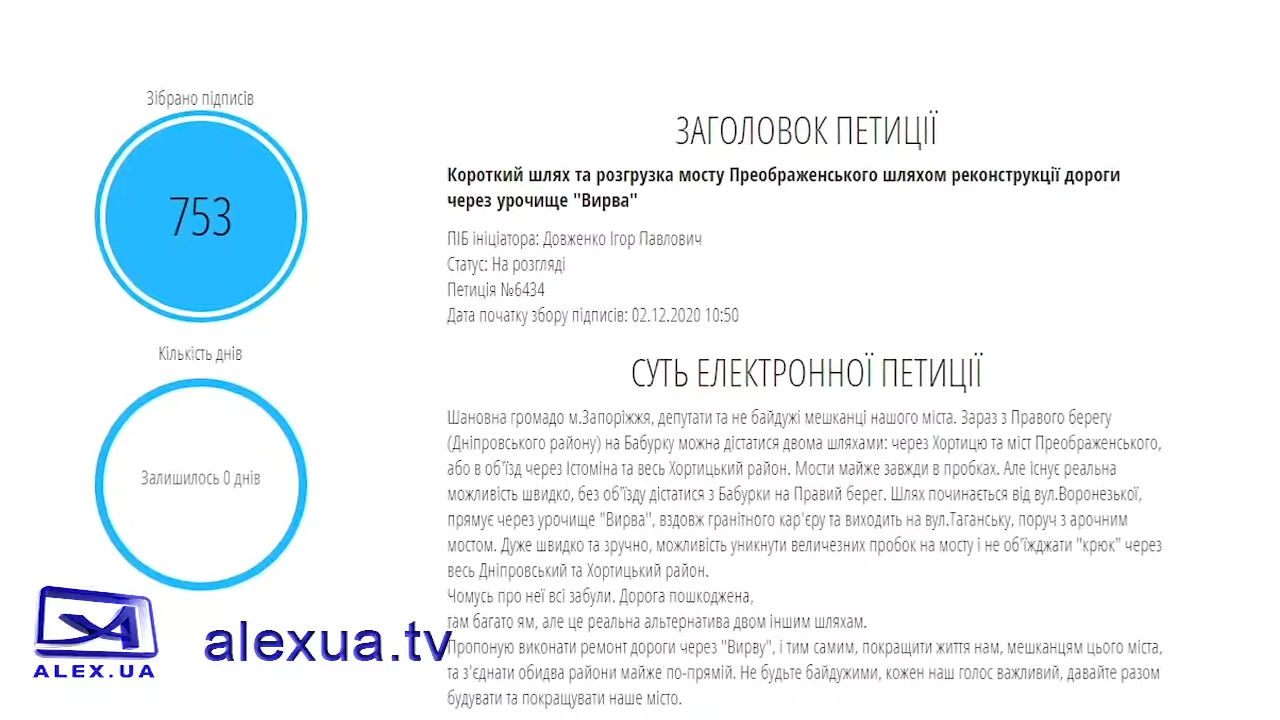 Зібрано підписів
753
Кількість днів
Залишилось 0 днів
ЗАГОЛОВОК ПЕТИЦІЇ
Короткий шлях та розгрузка мосту Преображенського шляхом реконструкції дороги
через урочище "Вирва"
ПІБ ініціатора: Довженко Ігор Павлович
Статус: На розгляді
Петиція №6434
Дата початку збору підписів: 02.12.2020 10:50
СУТЬ ЕЛЕКТРОННОЇ ПЕТИЦІЇ
Шановна громадо м.Запоріжжя, депутати та не байдужі мешканці нашого міста. Зараз з Правого берегу
(Дніпровського району) на Бабурку можна дістатися двома шляхами: через Хортицю та міст Преображенського,
або в об'їзд через Істоміна та весь Хортицький район. Мости майже завжди в пробках. Але існує реальна
можливість швидко, без об'їзду дістатися з Бабурки на Правий берег. Шлях починається від вул.Воронезької,
прямує через урочище "Вирва", вздовж гранітного кар'єру та виходить на вул.Таганську, поруч з арочним
мостом. Дуже швидко та зручно, можливість уникнути величезних пробок на мосту і не об'їжджати "крюк" через
весь Дніпровський та Хортицький район.
Чомусь про неї всі забули. Дорога пошкоджена,
там багато ям, але це реальна альтернатива двом іншим шляхам.
Пропоную виконати ремонт дороги через "Вирву", і тим самим, покращити життя нам, мешканцям цього міста,
та з'єднати обидва райони майже по-прямій. Не будьте байдужими, кожен наш голос важливий, давайте разом
будувати та покращувати наше місто.
ALEX.UA
alexua.tv